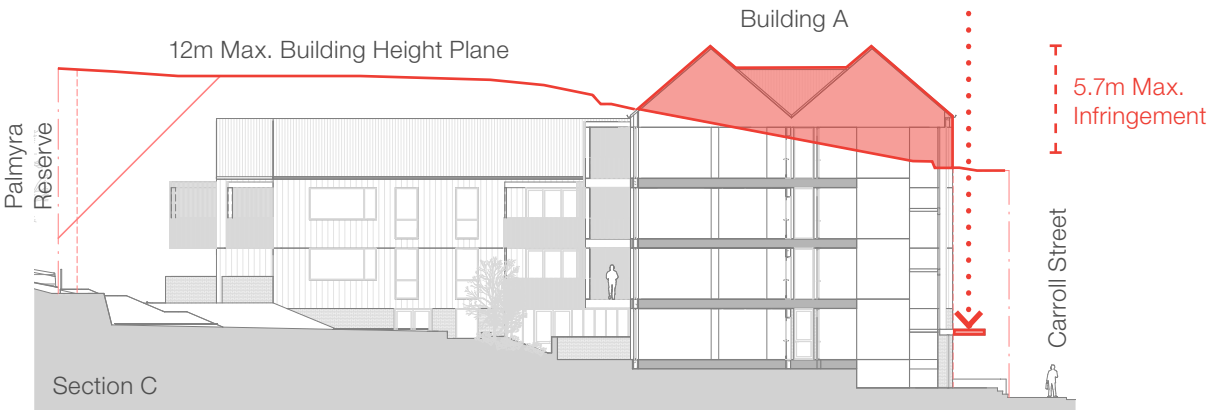 Building A
12m Max. Building Height Plane
5.7m Max.
Infringement
Palmyra
Reserve
Carroll Street
Section C